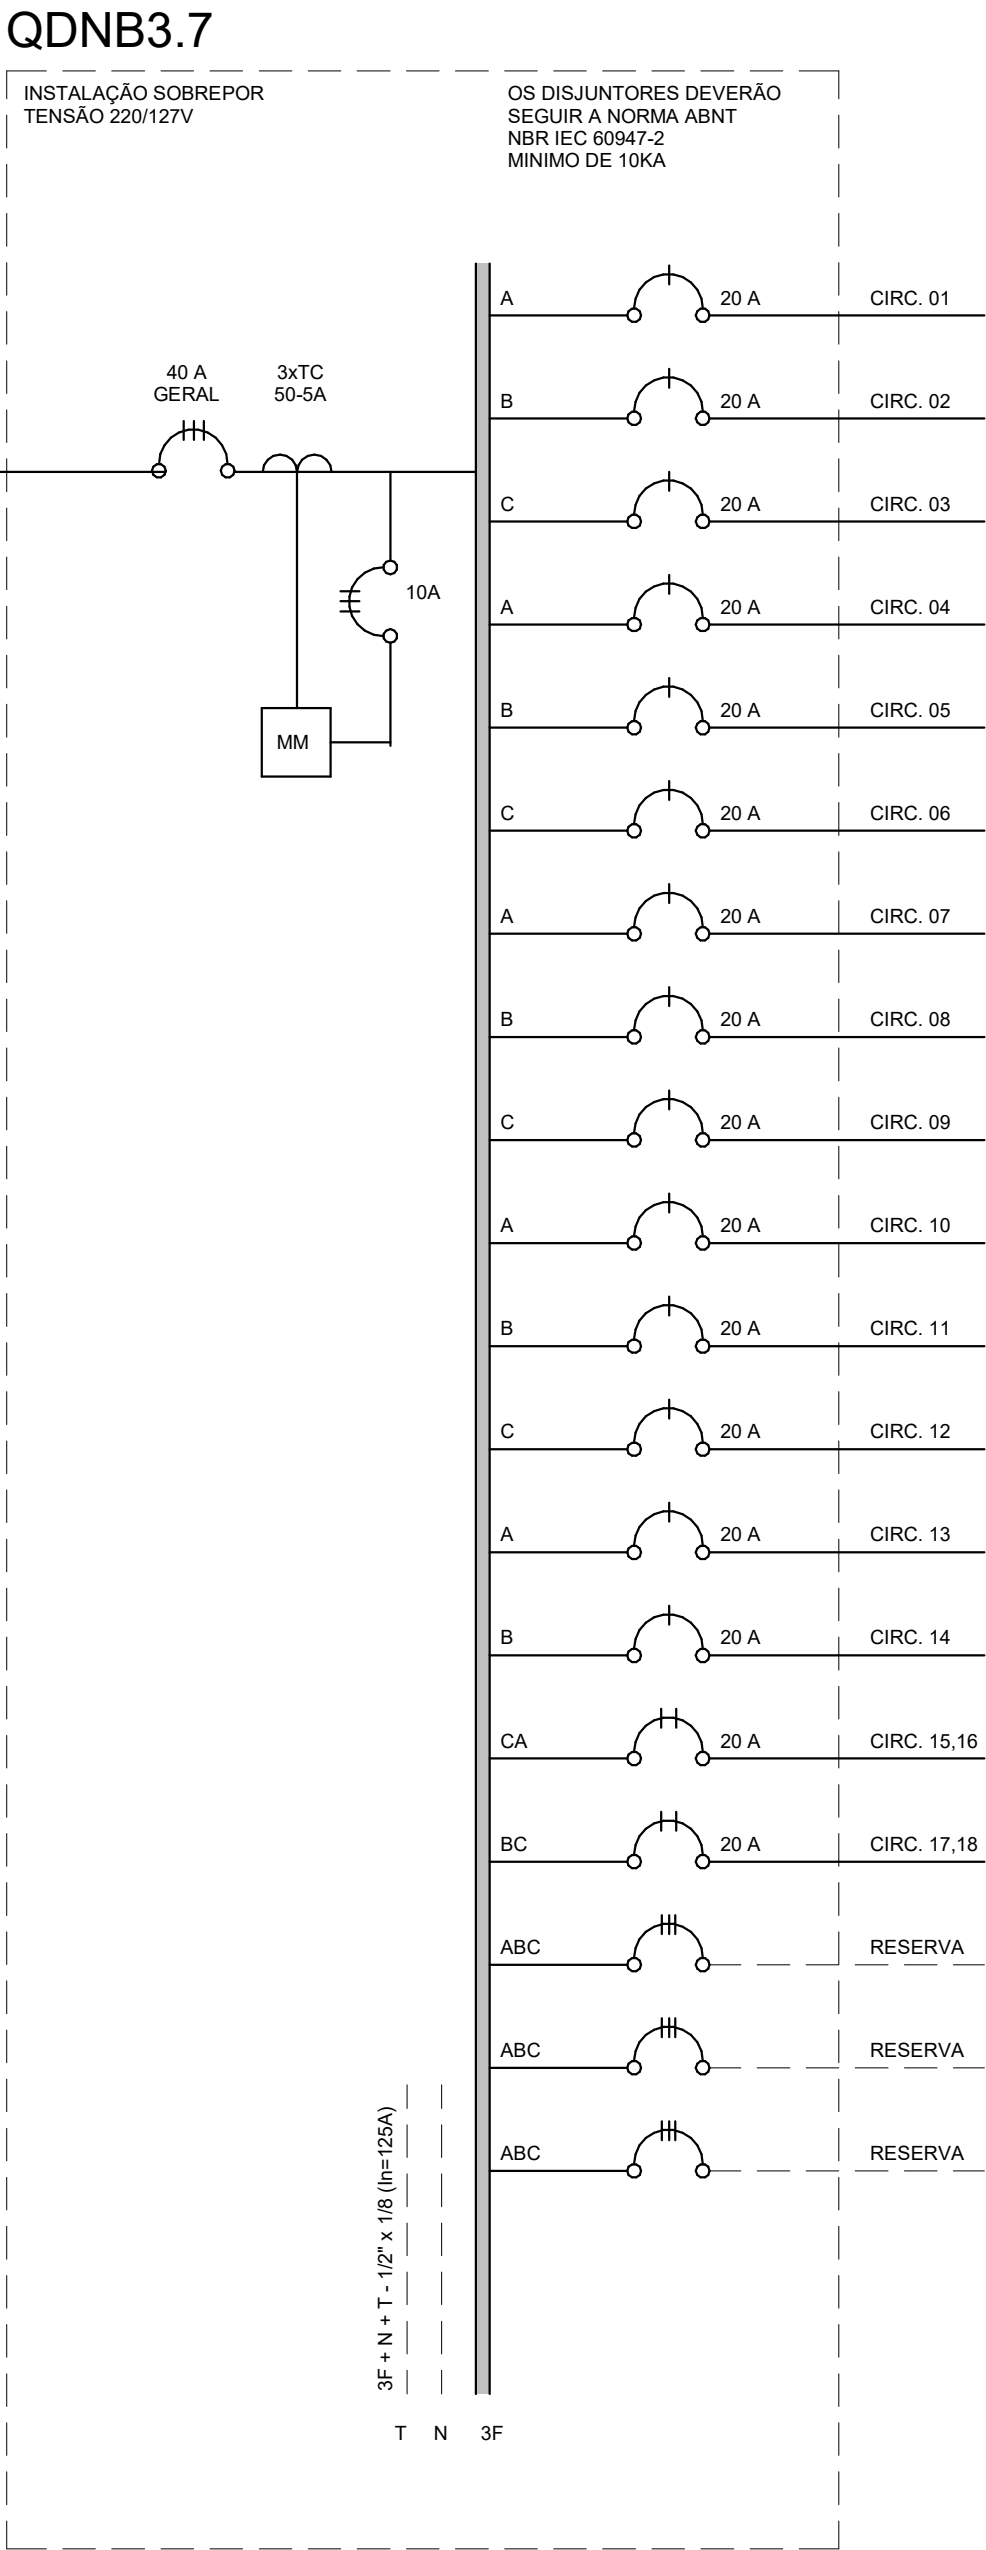 QDNB3.7
INSTALAÇÃO SOBREPOR
TENSÃO 220/127V
OS DISJUNTORES DEVERÃO
SEGUIR A NORMA ABNT
NBR IEC 60947-2
MINIMO DE 10KA
40 A
GERAL
3xTC
50-5A
10A
MM
A 20 A CIRC. 01
B 20 A CIRC. 02
C 20 A CIRC. 03
A 20 A CIRC. 04
B 20 A CIRC. 05
C 20 A CIRC. 06
A 20 A CIRC. 07
B 20 A CIRC. 08
C 20 A CIRC. 09
A 20 A CIRC. 10
B 20 A CIRC. 11
C 20 A CIRC. 12
A 20 A CIRC. 13
B 20 A CIRC. 14
CA 20 A CIRC. 15,16
BC 20 A CIRC. 17,18
ABC RESERVA
ABC RESERVA
ABC RESERVA
3F + N + T - 1/2" x 1/8 (In=125A)
T N 3F